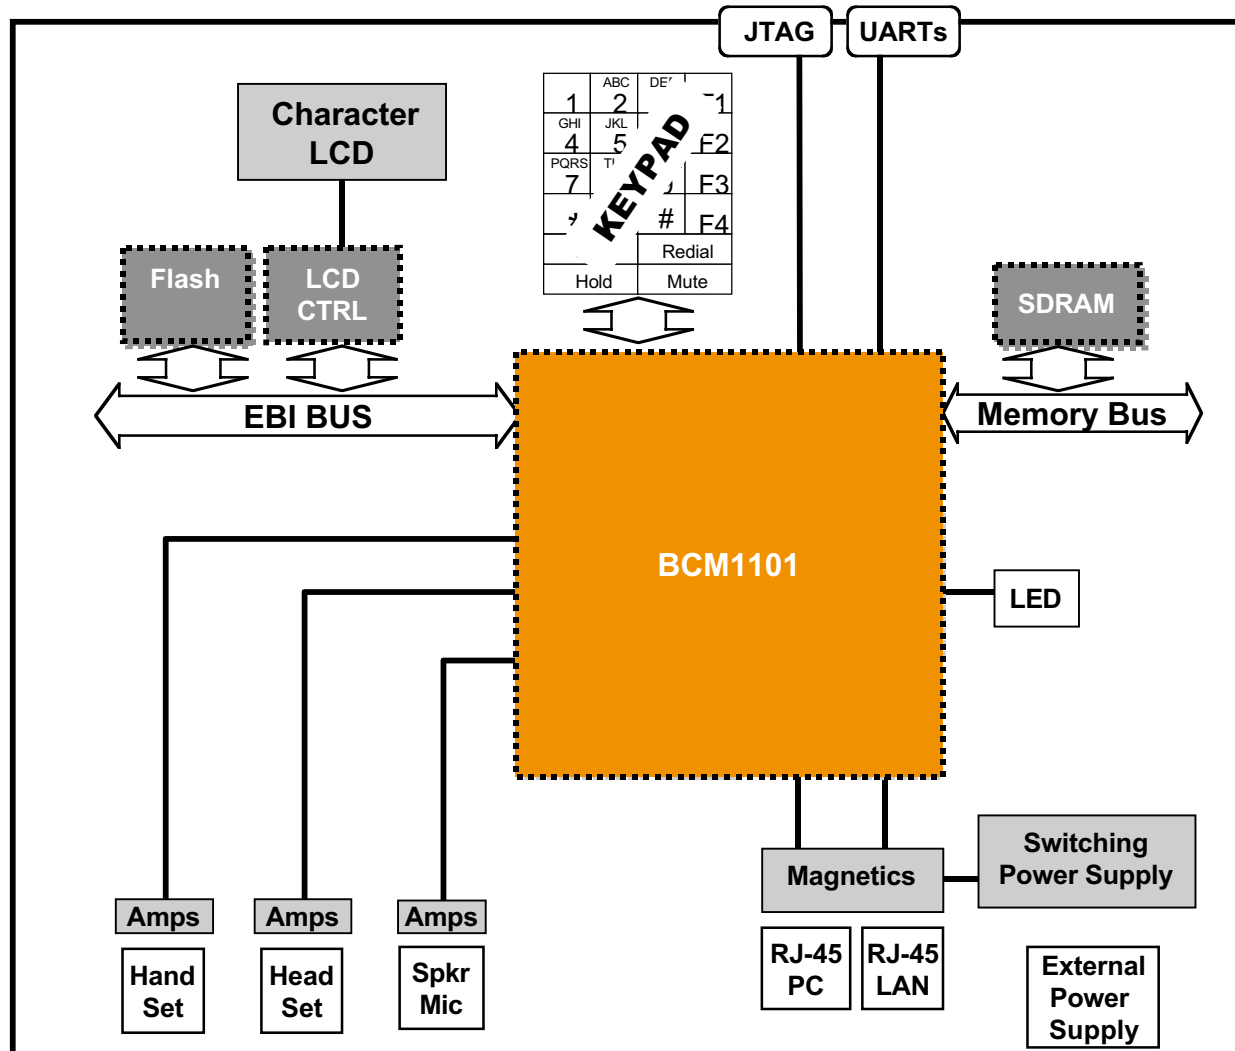 JTAG
UARTs
Character
LCD
1
ABC
2
1
GHI
4
JKL
5
F2
PQRS
7
F3
#
F4
KEYPAD
Redial
Hold
Mute
Flash
LCD
CTRL
SDRAM
EBI BUS
Memory Bus
BCM1101
LED
Switching
Power Supply
Magnetics
Amps
Amps
Amps
Hand
Set
Head
Set
Spkr
Mic
RJ-45
PC
RJ-45
LAN
External
Power
Supply